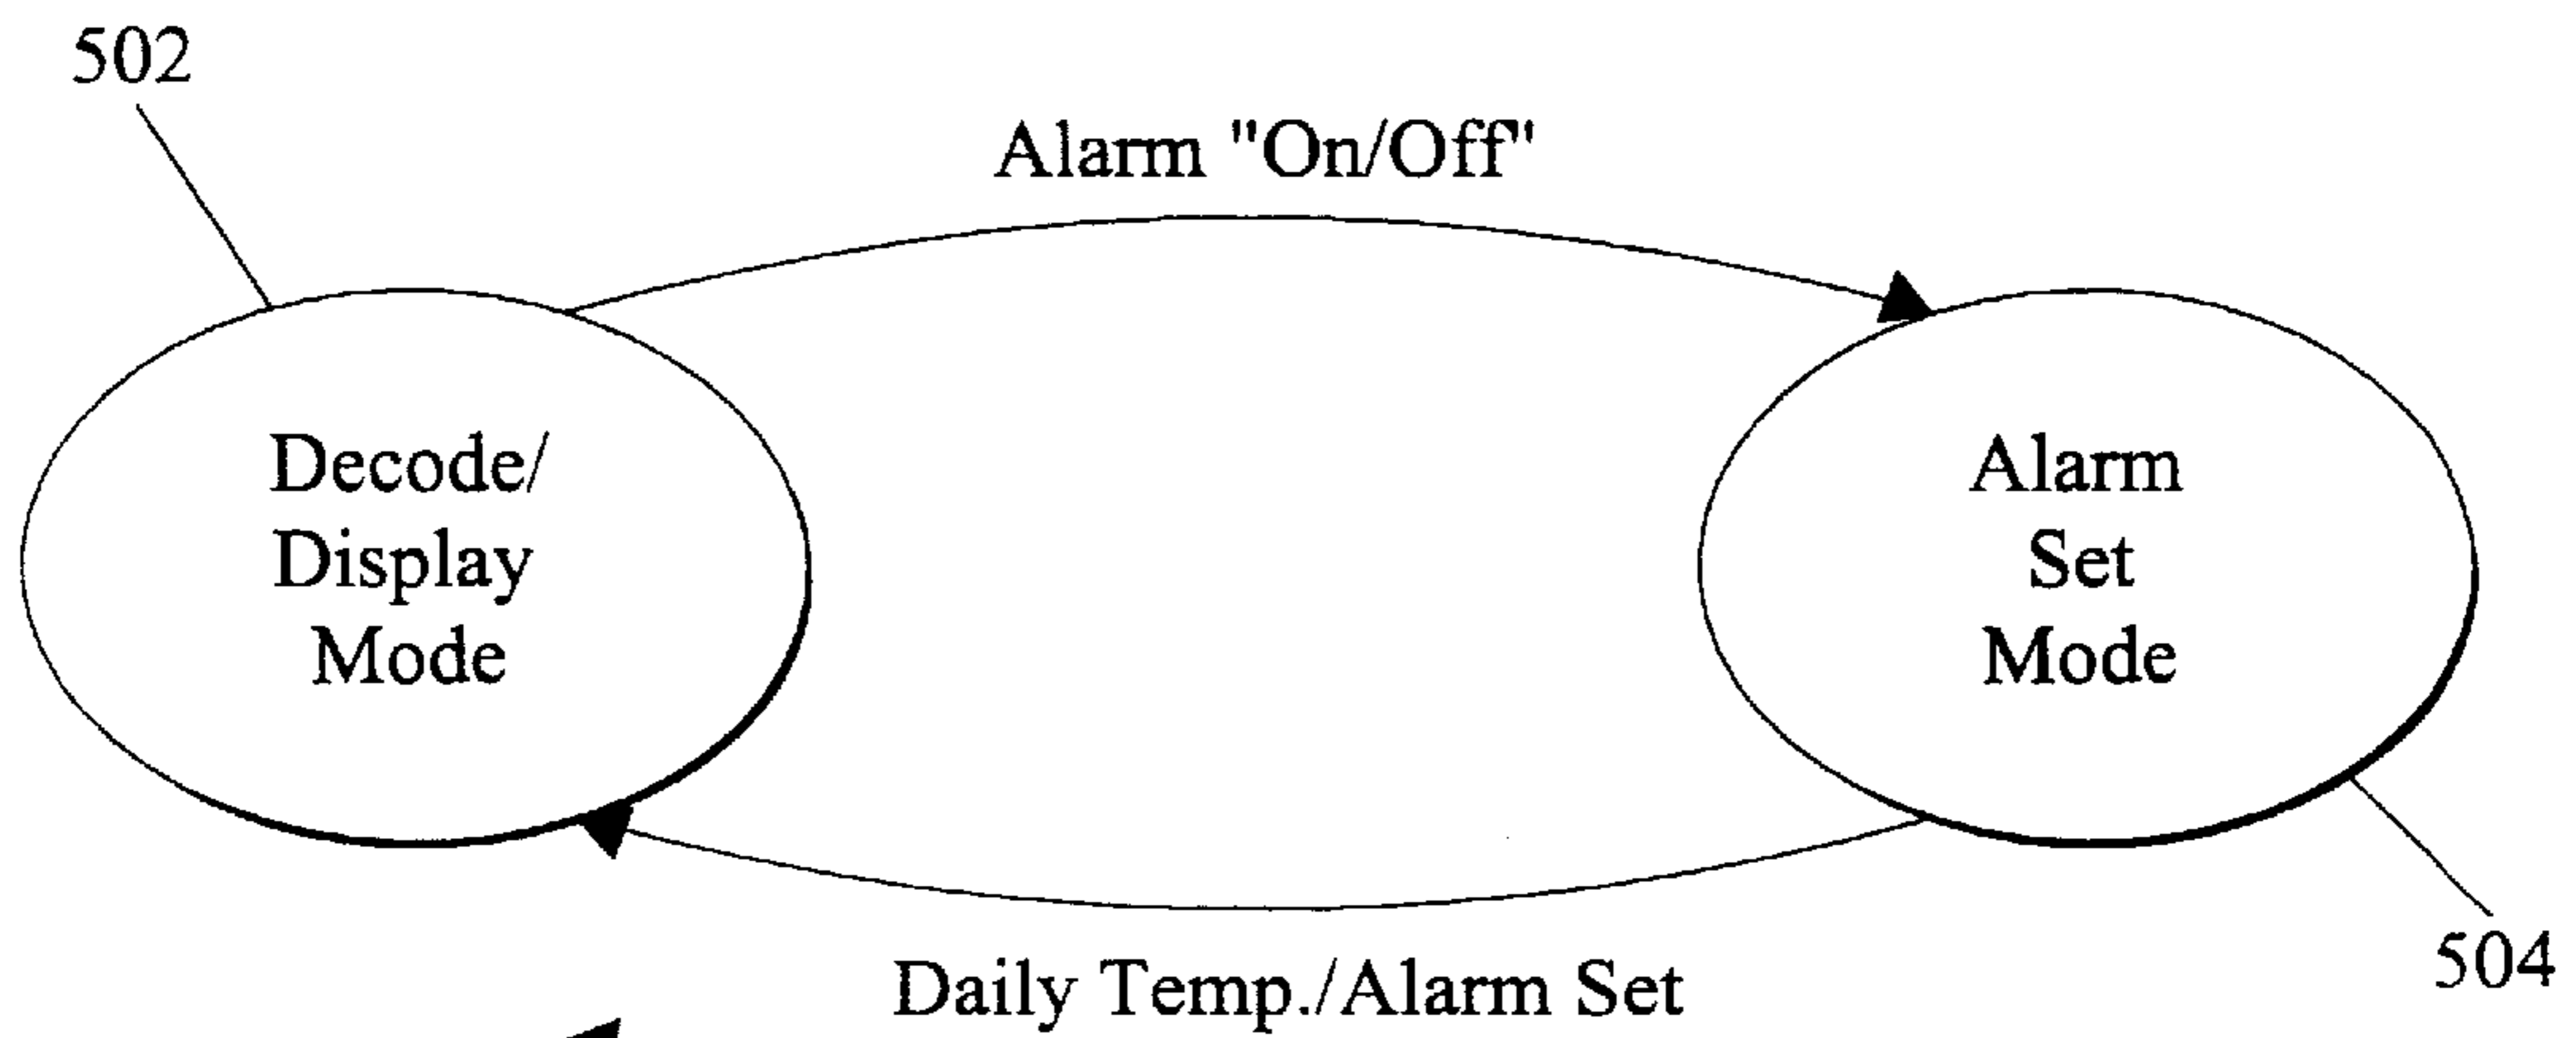 502
Alarm "On/Off"
Decode/
Display
Mode
Alarm
Set
Mode
Daily Temp./Alarm Set
504